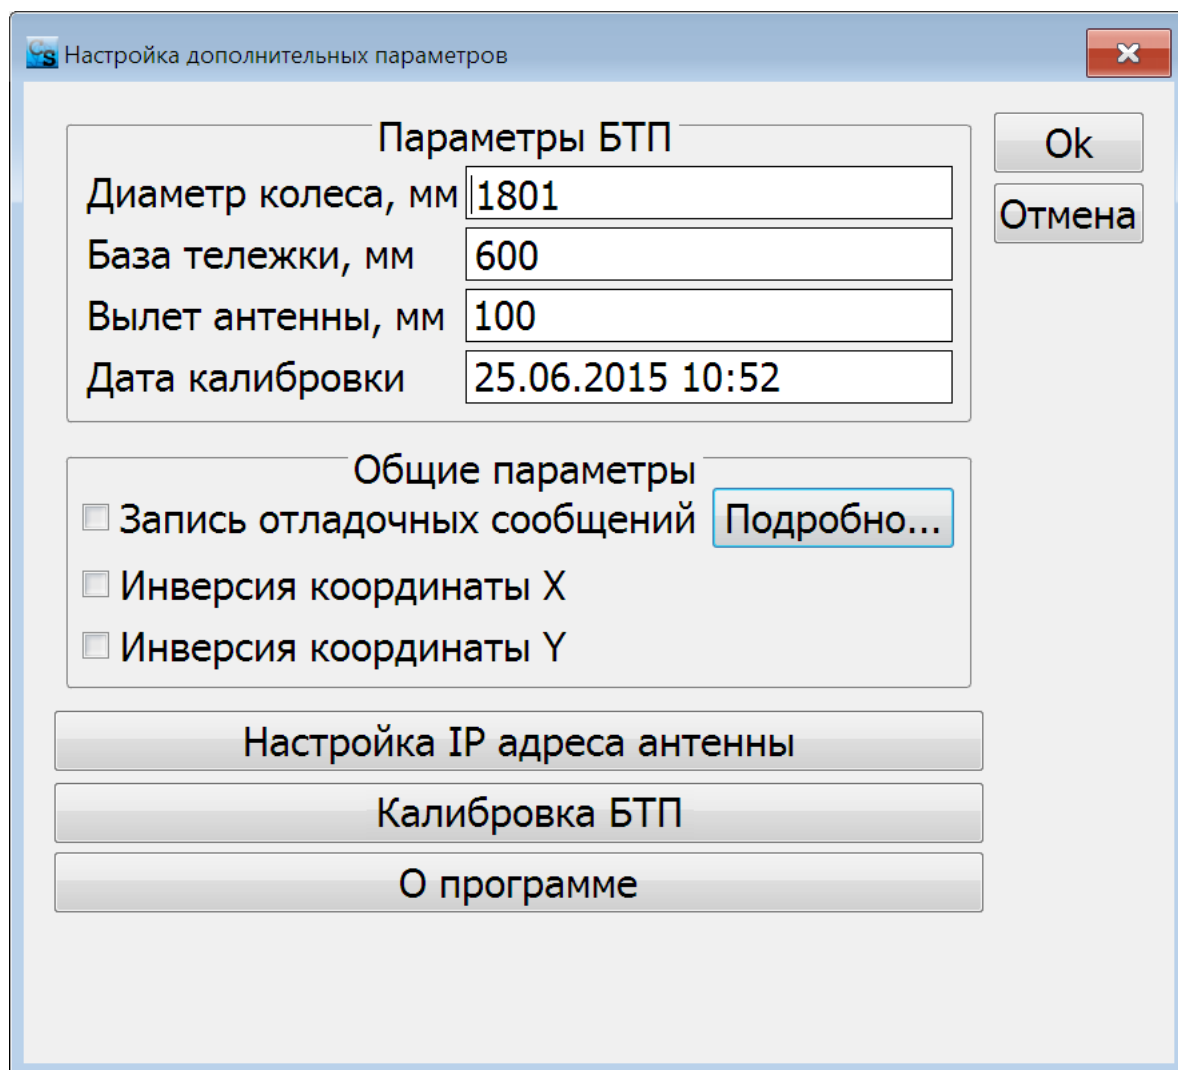 Настройка дополнительных параметров
Параметры БТП
Ok
Диаметр колеса, мм 1801
Отмена
База тележки, мм 600
Вылет антенны, мм 100
Дата калибровки 25.06.2015 10:52
Общие параметры
Запись отладочных сообщений Подробно...
Инверсия координаты X
Инверсия координаты Y
Настройка IP адреса антенны
Калибровка БТП
О программе